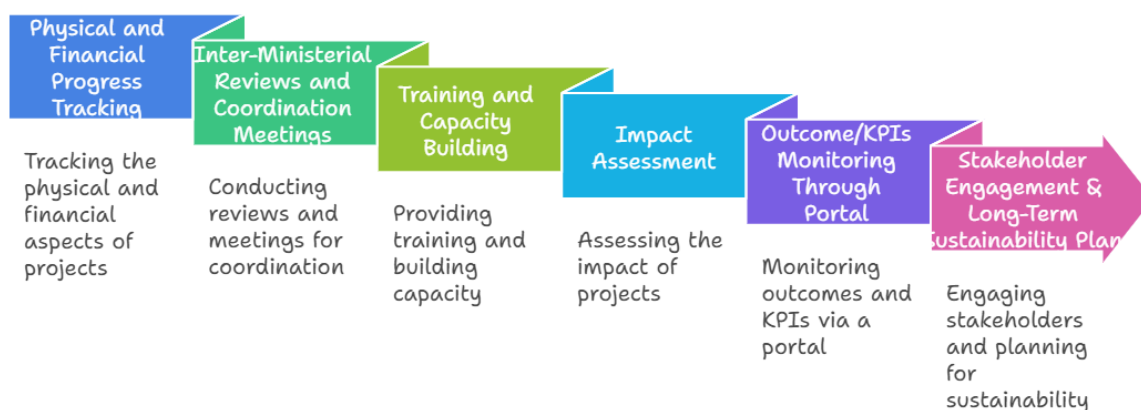 Physical and
Financial
Progress
Tracking
Tracking the
physical and
financial
aspects of
projects
Inter-Ministerial
Reviews and
Coordination
Meetings
Conducting
reviews and
meetings for
coordination
Training and
Capacity
Building
Providing
training and
building
capacity
Impact
Assessment
Assessing the
impact of
projects
Outcome/KPIs
Monitoring
Through
Portal
Monitoring
outcomes and
KPIs via a
portal
Stakeholder
Engagement &
Long-Term
Sustainability Plan
Engaging
stakeholders
and planning
for
sustainability